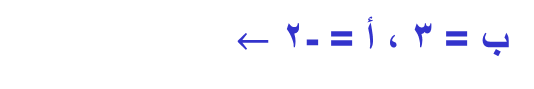 ب = ٣ ، أ = -٢ ←